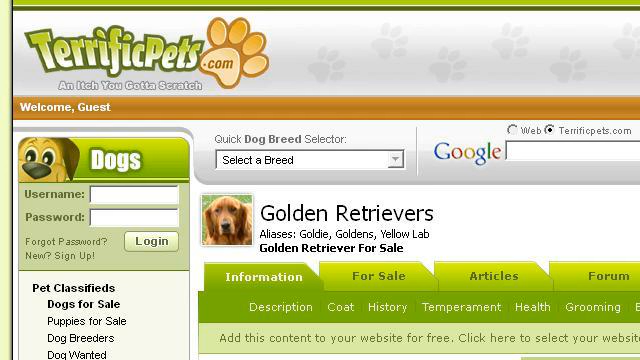 TerrificPets.com
An Itch You Gotta Scratch
Welcome, Guest
Dogs
Username:
Password:
Forgot Password?
Login
New? Sign Up!
Pet Classifieds
Dogs for Sale
Puppies for Sale
Dog Breeders
Dog Wanted
Quick Dog Breed Selector:
Select a Breed
Web Terrificpets.com
Google
Golden Retrievers
Aliases: Goldie, Goldens, Yellow Lab
Golden Retriever For Sale
Information For Sale Articles Forum
Description Coat History Temperament Health Grooming
Add this content to your website for free. Click here to select your websit